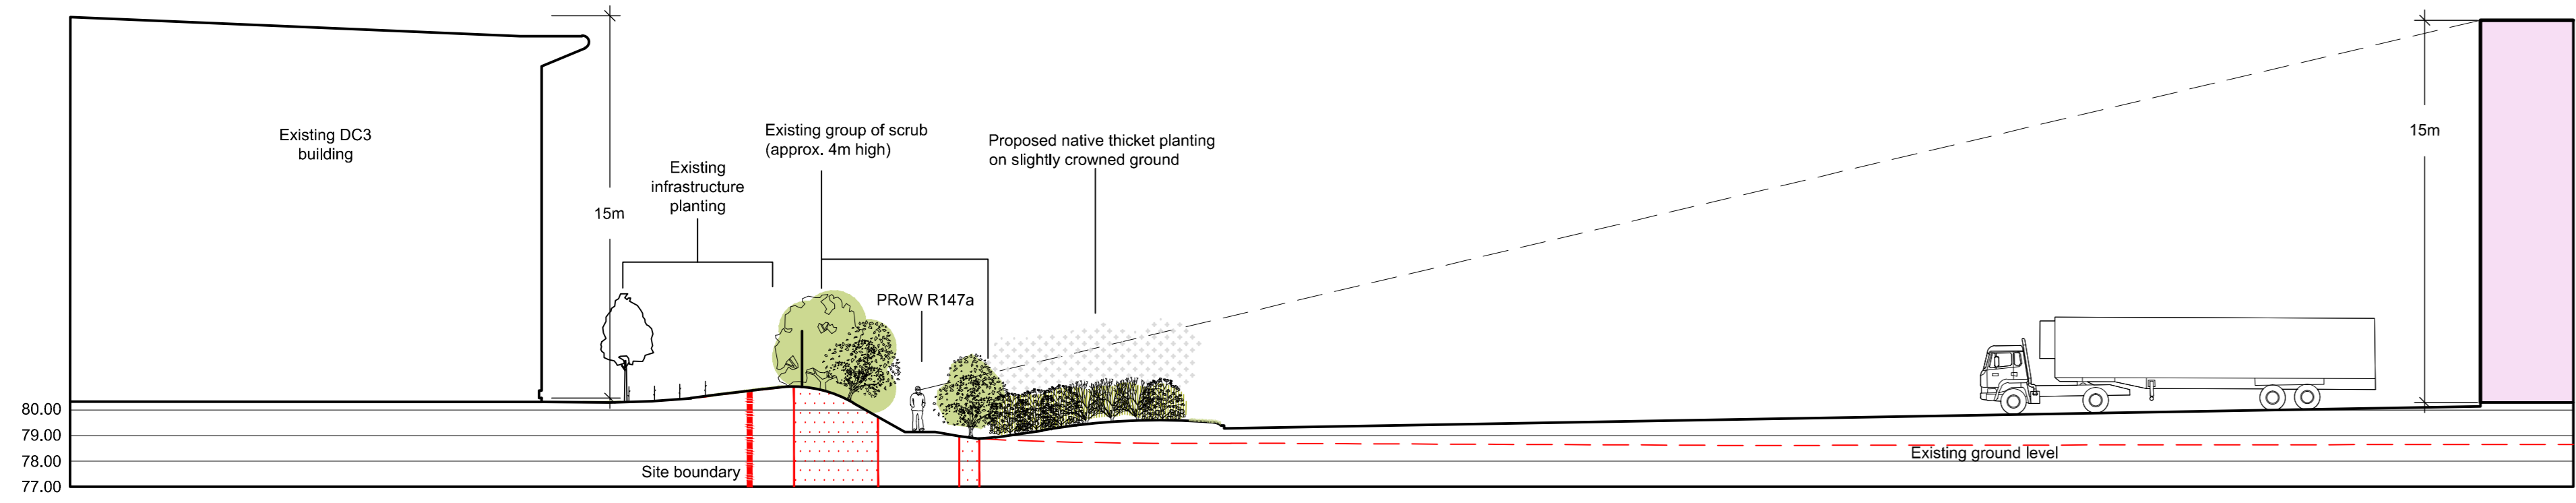 Existing DC3
building
15m
Existing
infrastructure
planting
Existing group of scrub
(approx. 4m high)
PRoW R147a
Proposed native thicket planting
on slightly crowned ground
15m
80.00
79.00
78.00
77.00
Site boundary
Existing ground level